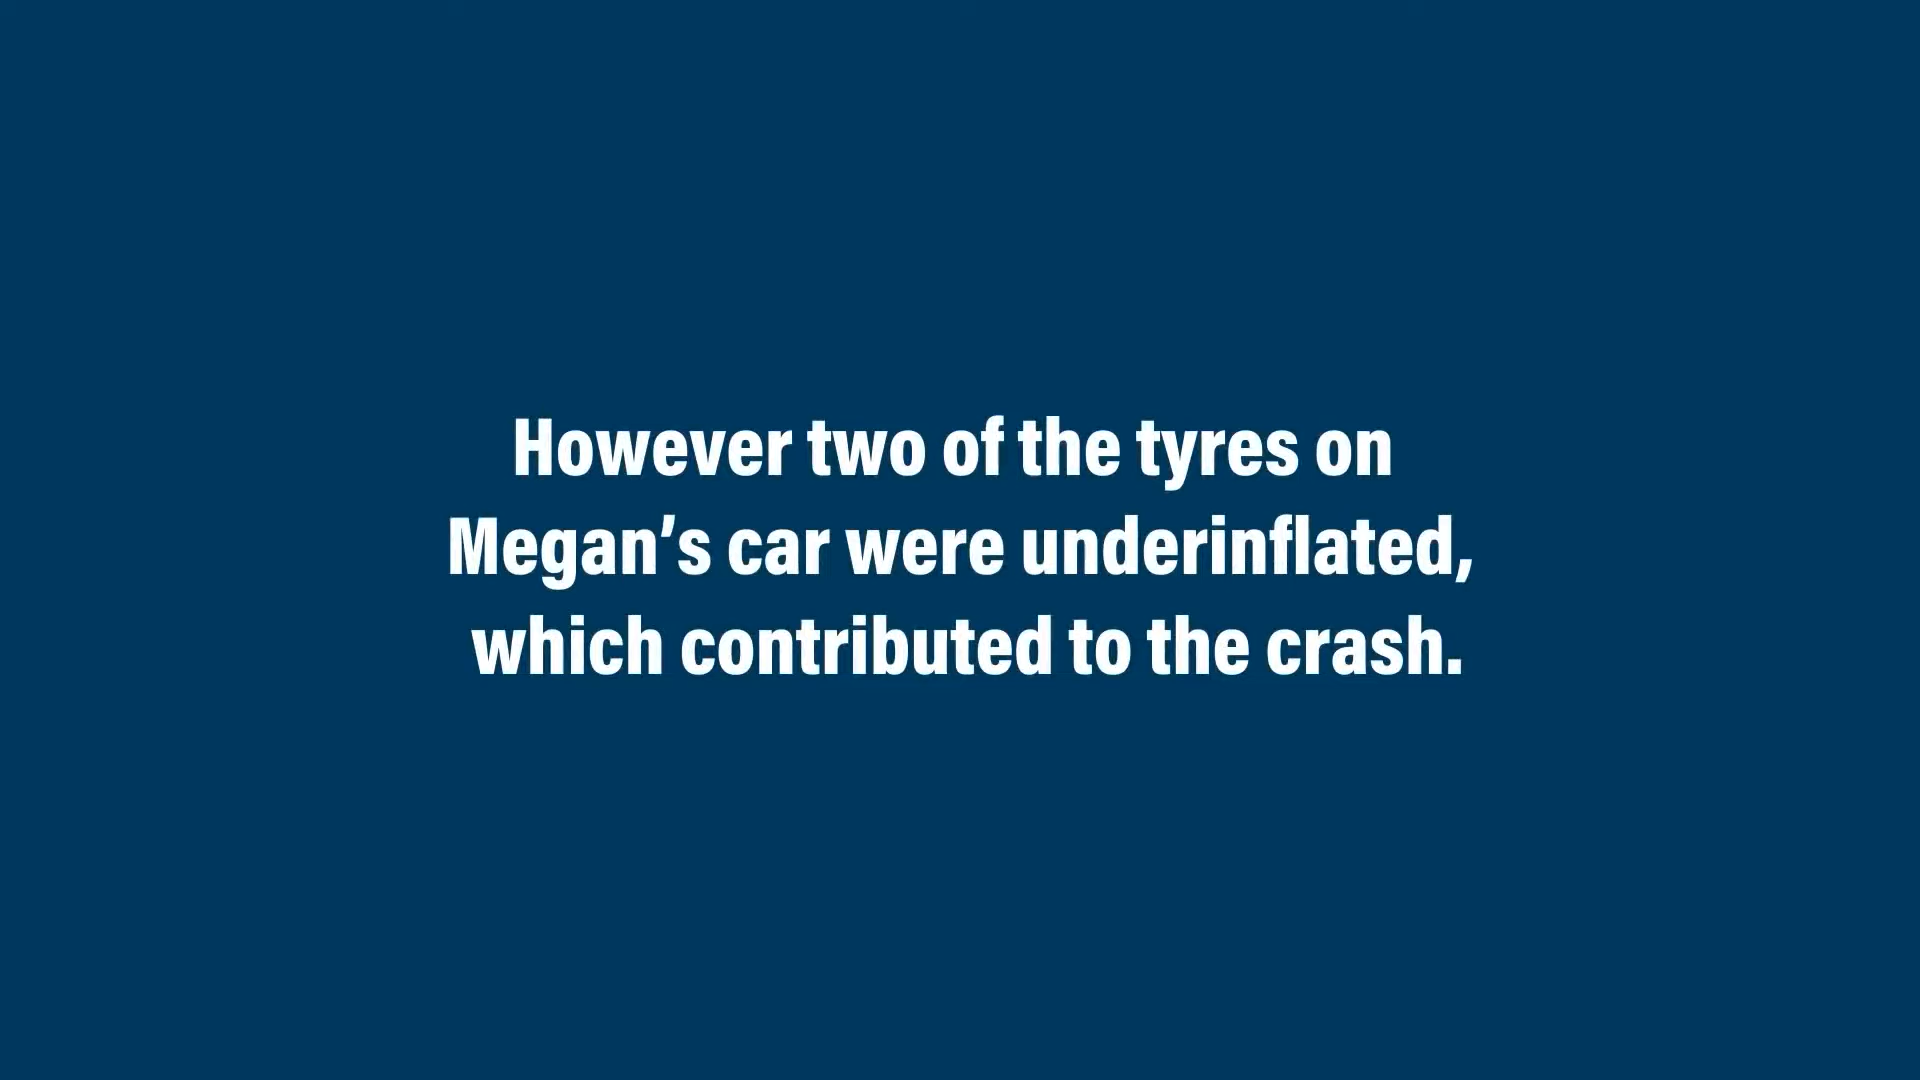 However two of the tyres on
Megan’s car were underinflated,
which contributed to the crash.